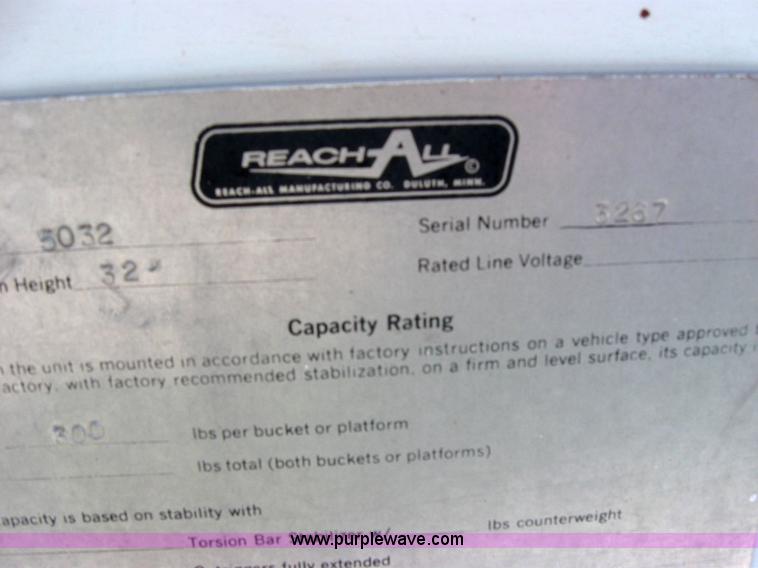 REACH-ALL ©
REACH-ALL MANUFACTURING CO. DULUTH, MINN.
5032
Serial Number 3267
n Height 32"
Rated Line Voltage
Capacity Rating
n the unit is mounted in accordance with factory instructions on a vehicle type approved
actory, with factory recommended stabilization, on a firm and level surface, its capacity i
300 lbs per bucket or platform
lbs total (both buckets or platforms)
apacity is based on stability with
Torsion Bar lbs counterweight
www.purplewave.com
fully extended